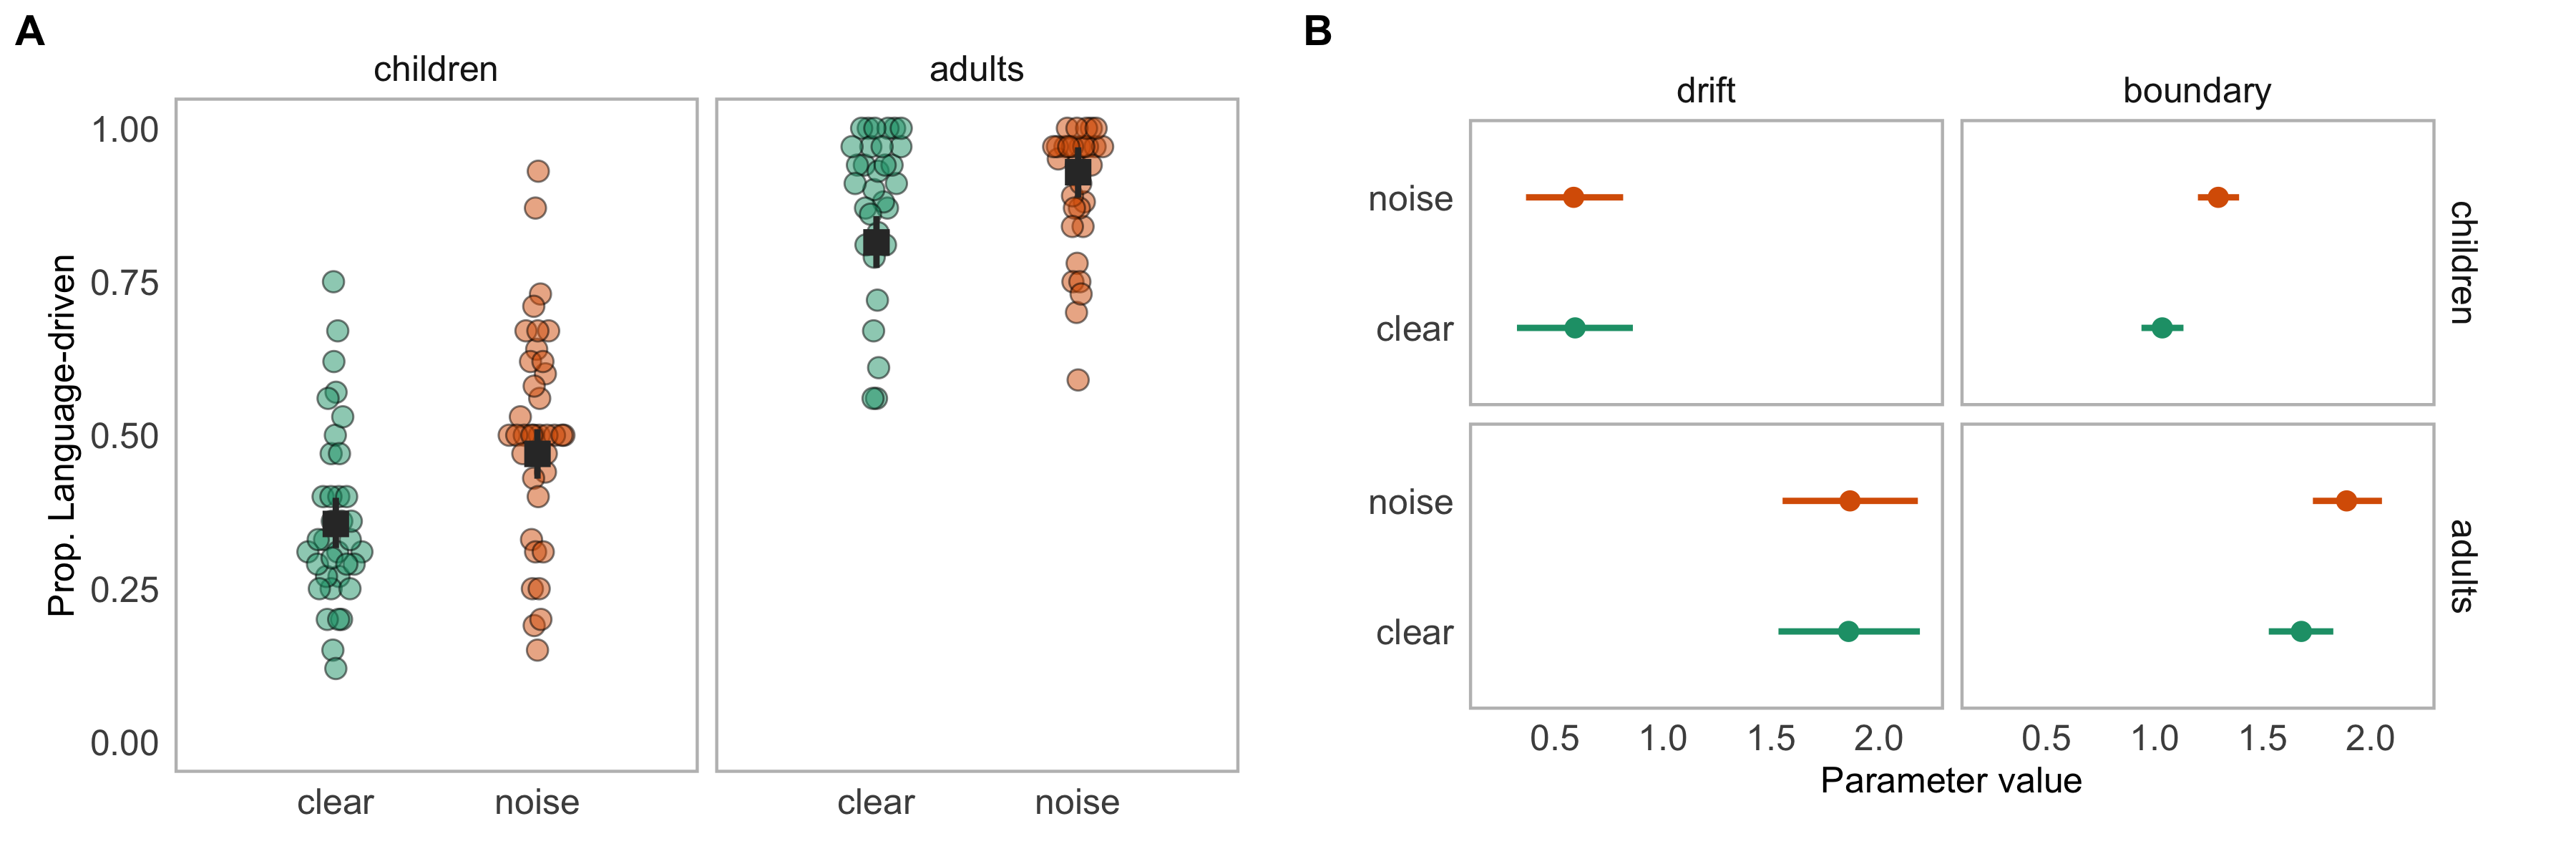 A
children
adults
Prop. Language-driven
1.00
0.75
0.50
0.25
0.00
clear
noise
clear
noise
B
drift
boundary
noise
clear
children
noise
clear
adults
0.5 1.0 1.5 2.0
0.5 1.0 1.5 2.0
Parameter value